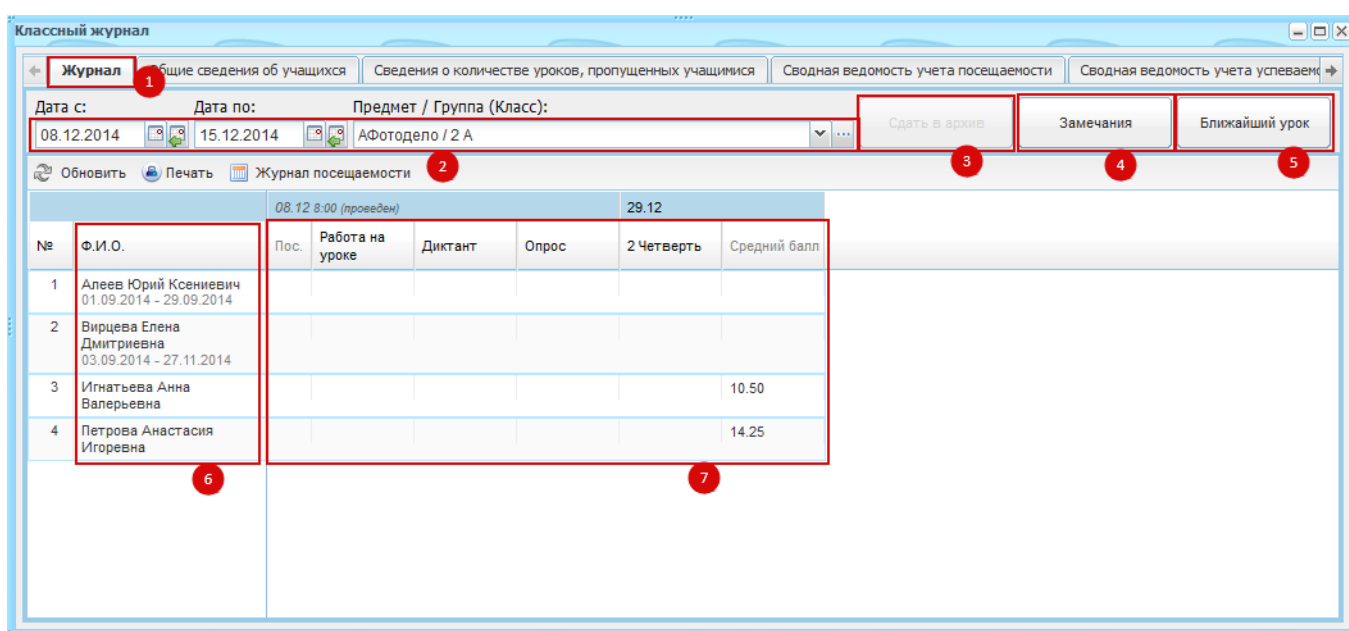 Классный журнал
Журнал
1
Общие сведения об учащихся
Сведения о количестве уроков, пропущенных учащимися
Сводная ведомость учета посещаемости
Сводная ведомость учета успеваемо
Дата с:
Дата по:
Предмет / Группа (Класс):
08.12.2014
15.12.2014
АФотодело / 2 А
Сдать в архив
Замечания
Ближайший урок
2
3
4
5
Обновить
Печать
Журнал посещаемости
08.12 8:00 (проведен)
29.12
№
Ф.И.О.
Пос.
Работа на
уроке
Диктант
Опрос
2 Четверть
Средний балл
1
Алеев Юрий Ксениевич
01.09.2014 - 29.09.2014
2
Вирцева Елена
Дмитриевна
03.09.2014 - 27.11.2014
3
Игнатьева Анна
Валерьевна
10.50
4
Петрова Анастасия
Игоревна
14.25
6
7